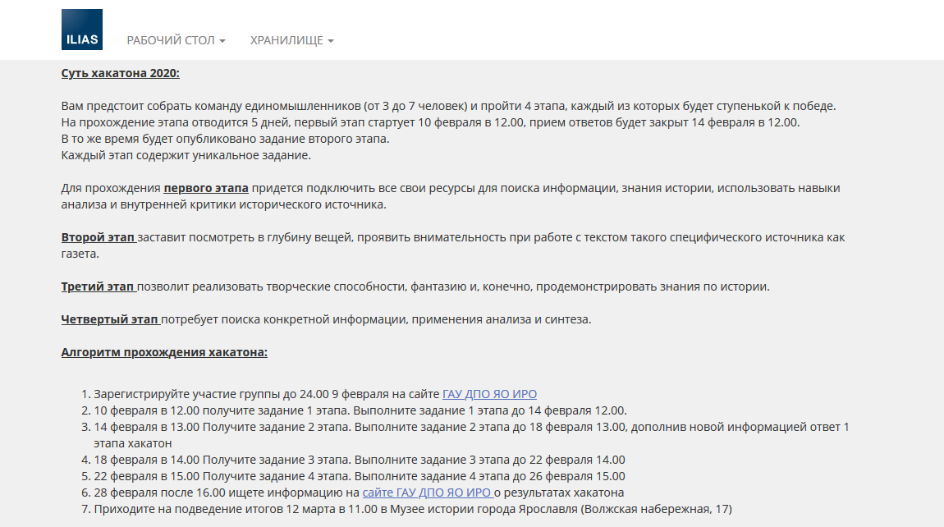 ILIAS
РАБОЧИЙ СТОЛ ХРАНИЛИЩЕ
Суть хакатона 2020:
Вам предстоит собрать команду единомышленников (от 3 до 7 человек) и пройти 4 этапа, каждый из которых будет ступенькой к победе.
На прохождение этапа отводится 5 дней, первый этап стартует 10 февраля в 12.00, прием ответов будет закрыт 14 февраля в 12.00.
В то же время будет опубликовано задание второго этапа.
Каждый этап содержит уникальное задание.
Для прохождения первого этапа придется подключить все свои ресурсы для поиска информации, знания истории, использовать навыки
анализа и внутренней критики исторического источника.
Второй этап заставит посмотреть в глубину вещей, проявить внимательность при работе с текстом такого специфического источника как
газета.
Третий этап позволит реализовать творческие способности, фантазию и, конечно, продемонстрировать знания по истории.
Четвертый этап потребует поиска конкретной информации, применения анализа и синтеза.
Алгоритм прохождения хакатона:
1. Зарегистрируйте участие группы до 24.00 9 февраля на сайте ГАУ ДПО ЯО ИРО
2. 10 февраля в 12.00 получите задание 1 этапа. Выполните задание 1 этапа до 14 февраля 12.00.
3. 14 февраля в 13.00 Получите задание 2 этапа. Выполните задание 2 этапа до 18 февраля 13.00, дополнив новой информацией ответ 1
этапа хакатон
4. 18 февраля в 14.00 Получите задание 3 этапа. Выполните задание 3 этапа до 22 февраля 14.00
5. 22 февраля в 15.00 Получите задание 4 этапа. Выполните задание 4 этапа до 26 февраля 15.00
6. 28 февраля после 16.00 ищете информацию на сайте ГАУ ДПО ЯО ИРО о результатах хакатона
7. Приходите на подведение итогов 12 марта в 11.00 в Музее истории города Ярославля (Волжская набережная, 17)